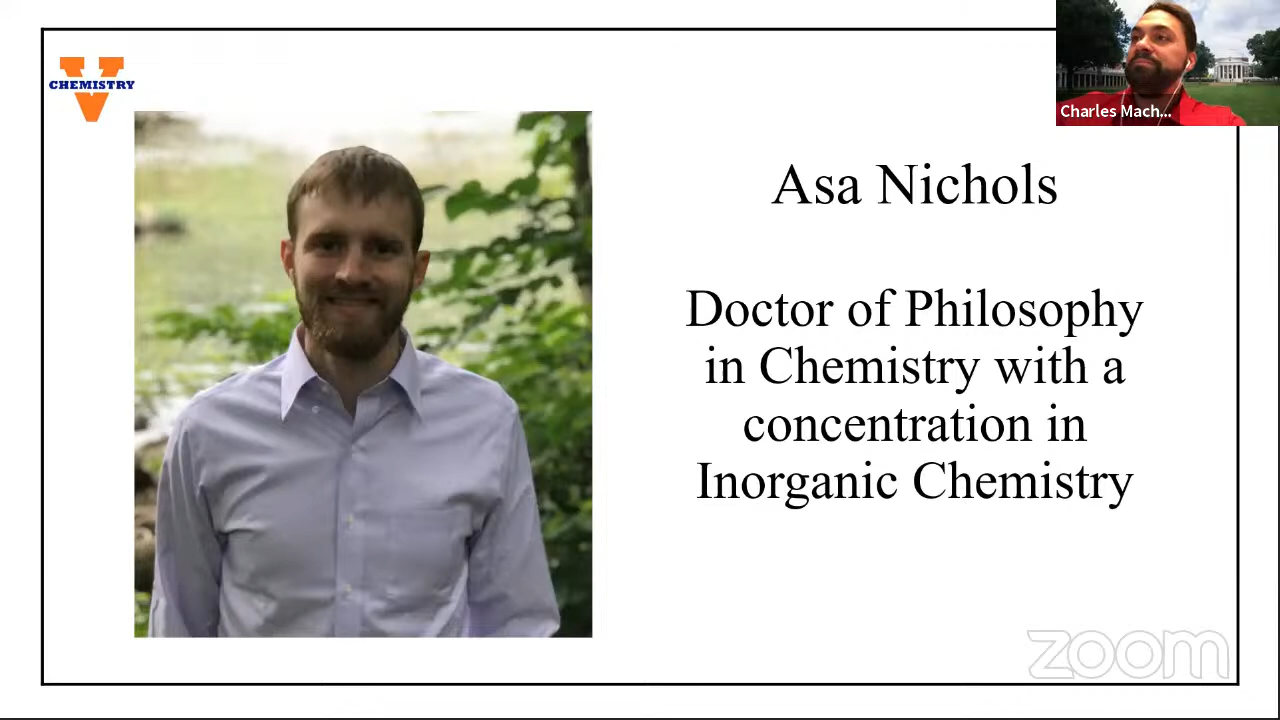 CHEMISTRY
Charles Mach...
Asa Nichols
Doctor of Philosophy
in Chemistry with a
concentration in
Inorganic Chemistry
zoom